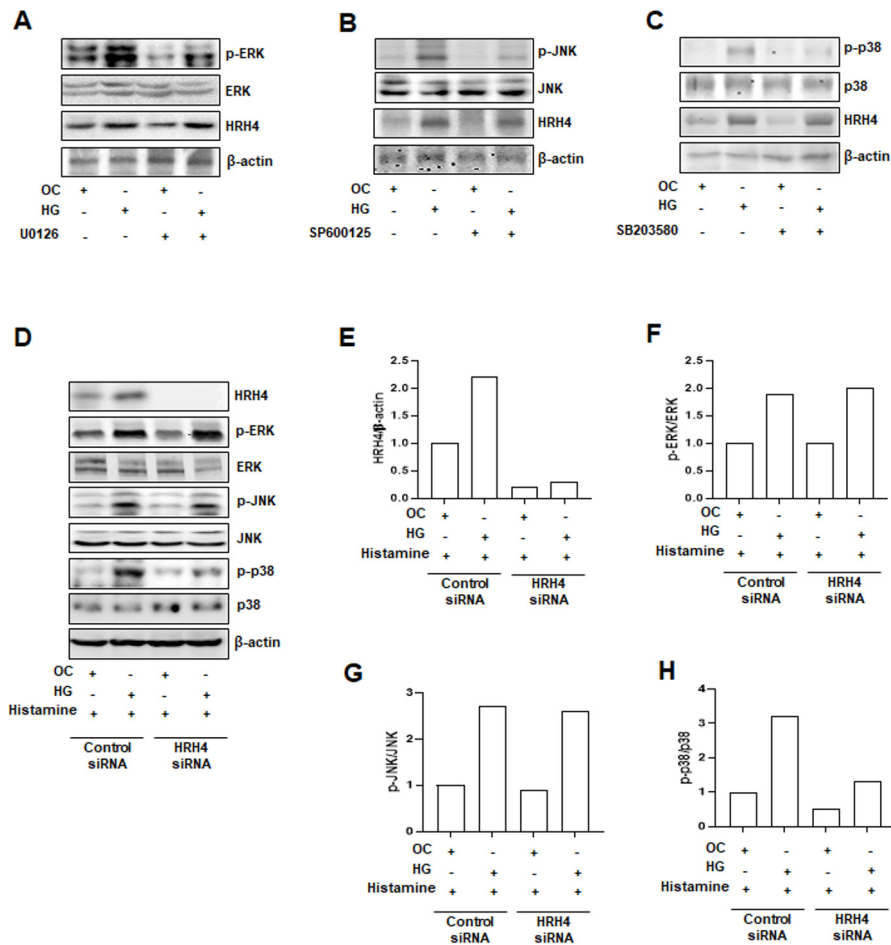 A
p-ERK
ERK
HRH4
β-actin
OC + - + -
HG - + - +
U0126 - - + +
B
p-JNK
JNK
HRH4
β-actin
OC + - + -
HG - + - +
SP600125 - - + +
C
p-p38
p38
HRH4
β-actin
OC + - + -
HG - + - +
SB203580 - - + +
D
HRH4
p-ERK
ERK
p-JNK
JNK
p-p38
p38
β-actin
OC + - + -
HG - + - +
Histamine + + + +
Control HRH4
siRNA siRNA
E
HRH4/β-actin
2.5
2.0
1.5
1.0
0.5
0.0
OC + - + -
HG - + - +
Histamine + + + +
Control HRH4
siRNA siRNA
F
p-ERK/ERK
2.5
2.0
1.5
1.0
0.5
0.0
OC + - + -
HG - + - +
Histamine + + + +
Control HRH4
siRNA siRNA
G
p-JNK/JNK
3
2
1
0
OC + - + -
HG - + - +
Histamine + + + +
Control HRH4
siRNA siRNA
H
p-p38/p38
4
3
2
1
0
OC + - + -
HG - + - +
Histamine + + + +
Control HRH4
siRNA siRNA